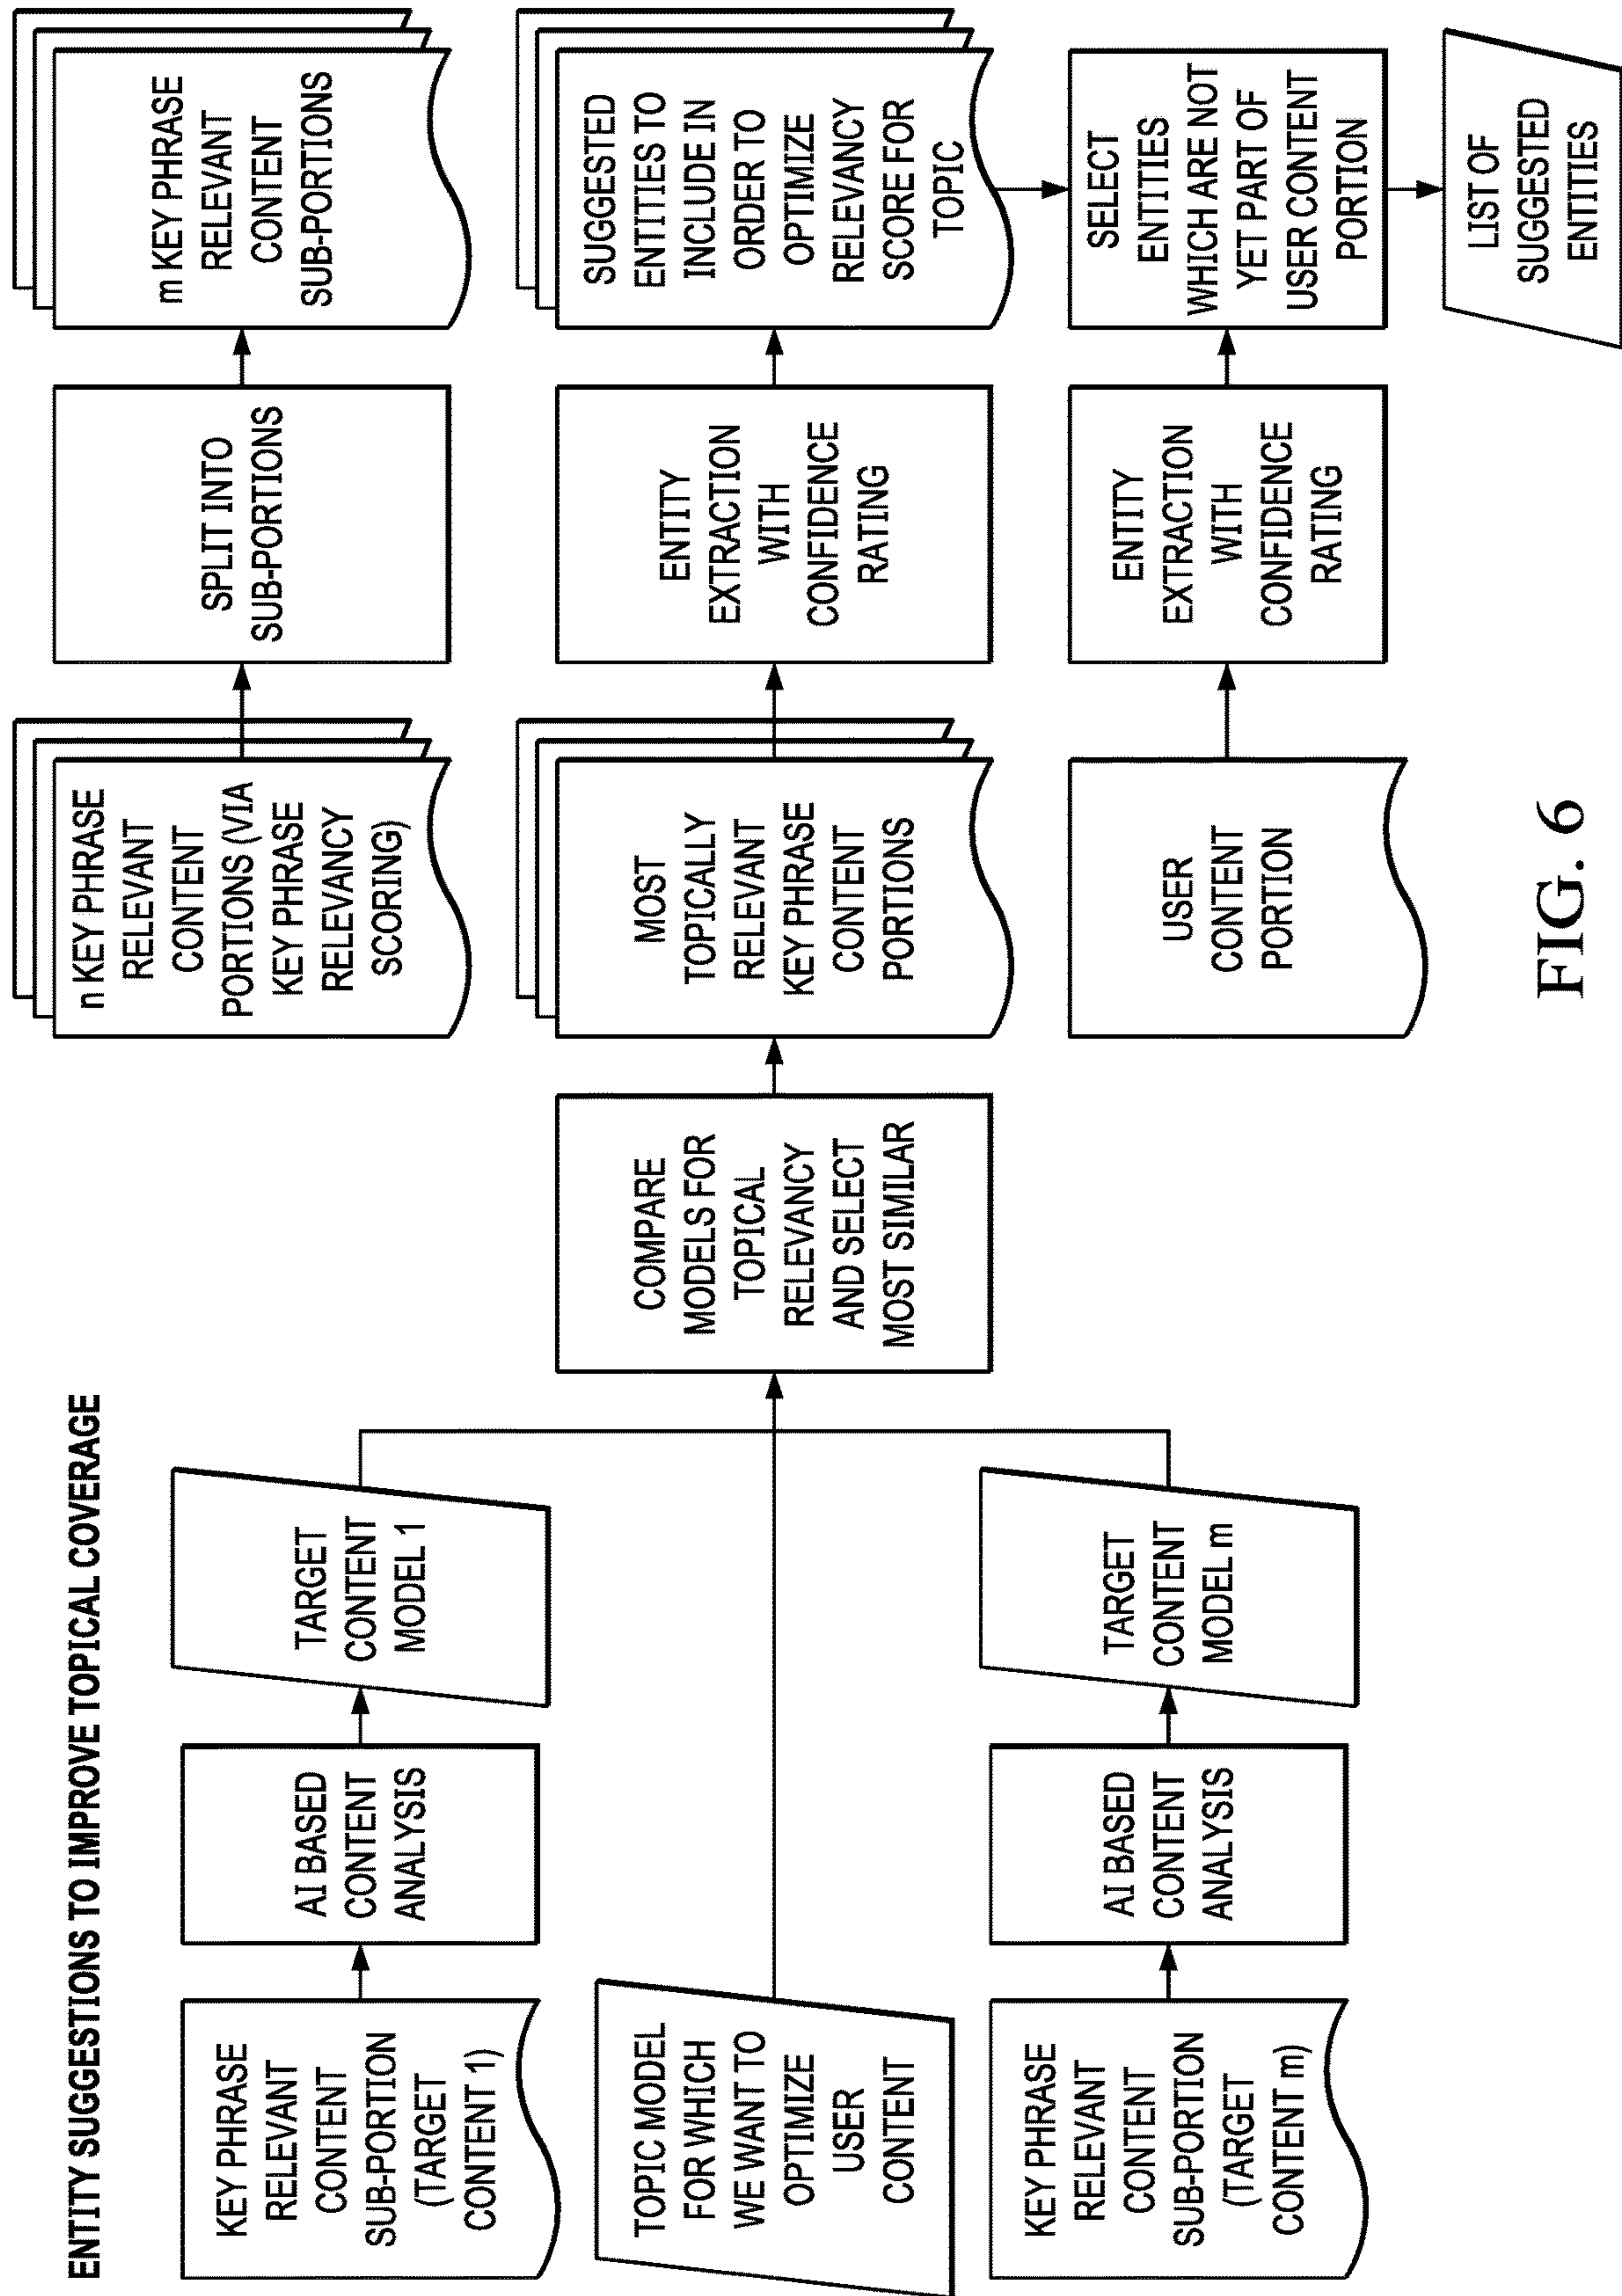 ENTITY SUGGESTIONS TO IMPROVE TOPICAL COVERAGE
n KEY PHRASE
RELEVANT
CONTENT
PORTIONS (VIA
KEY PHRASE
RELEVANCY
SCORING)
SPLIT INTO
SUB-PORTIONS
m KEY PHRASE
RELEVANT
CONTENT
SUB-PORTIONS
KEY PHRASE
RELEVANT
CONTENT
SUB-PORTION
(TARGET
CONTENT 1)
AI BASED
CONTENT
ANALYSIS
TARGET
CONTENT
MODEL 1
TOPIC MODEL
FOR WHICH
WE WANT TO
OPTIMIZE
USER
CONTENT
COMPARE
MODELS FOR
TOPICAL
RELEVANCY
AND SELECT
MOST SIMILAR
MOST
TOPICALLY
RELEVANT
KEY PHRASE
CONTENT
PORTIONS
ENTITY
EXTRACTION
WITH
CONFIDENCE
RATING
SUGGESTED
ENTITIES TO
INCLUDE IN
ORDER TO
OPTIMIZE
RELEVANCY
SCORE FOR
TOPIC
KEY PHRASE
RELEVANT
CONTENT
SUB-PORTION
(TARGET
CONTENT m)
AI BASED
CONTENT
ANALYSIS
TARGET
CONTENT
MODEL m
USER
CONTENT
PORTION
ENTITY
EXTRACTION
WITH
CONFIDENCE
RATING
SELECT
ENTITIES
WHICH ARE NOT
YET PART OF
USER CONTENT
PORTION
LIST OF
SUGGESTED
ENTITIES
FIG. 6